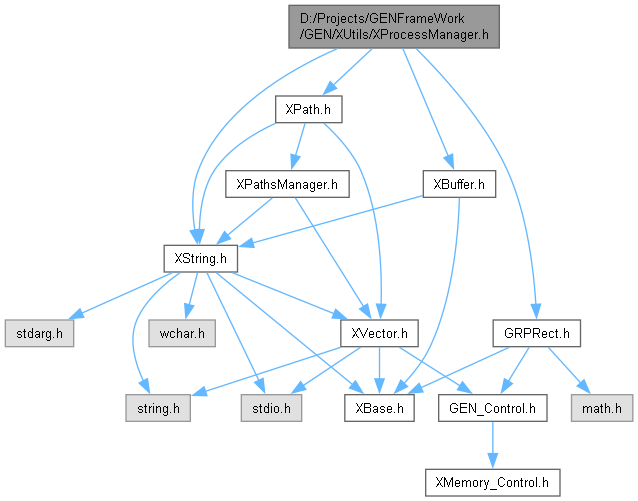 D:/Projects/GENFrameWork
/GEN/XUtils/XProcessManager.h
XPath.h
XPathsManager.h
XBuffer.h
XString.h
stdarg.h
wchar.h
XVector.h
GRPRect.h
string.h
stdio.h
XBase.h
GEN_Control.h
math.h
XMemory_Control.h